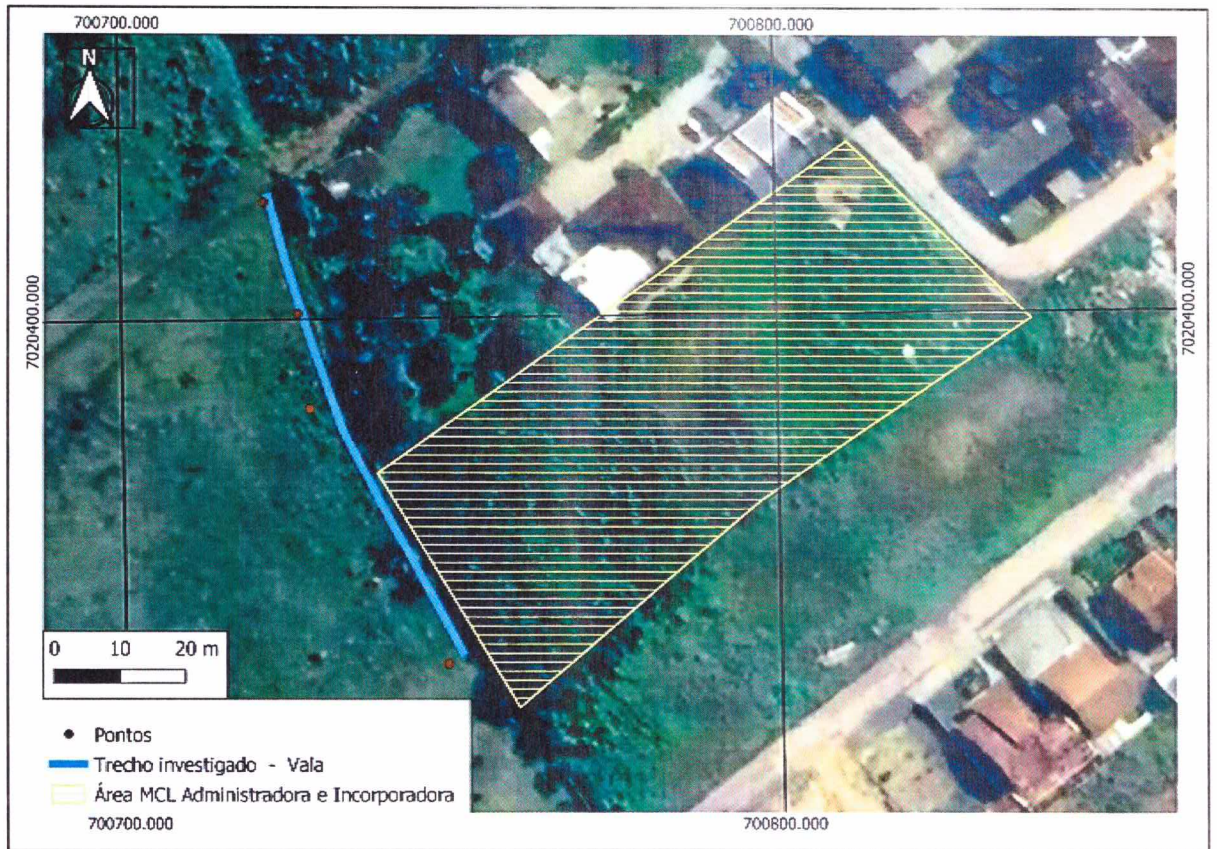 700700.000
700800.000
N
7020400.000
7020400.000
0 10 20 m
Pontos
Trecho investigado - Vala
Área MCL Administradora e Incorporadora
700700.000
700800.000